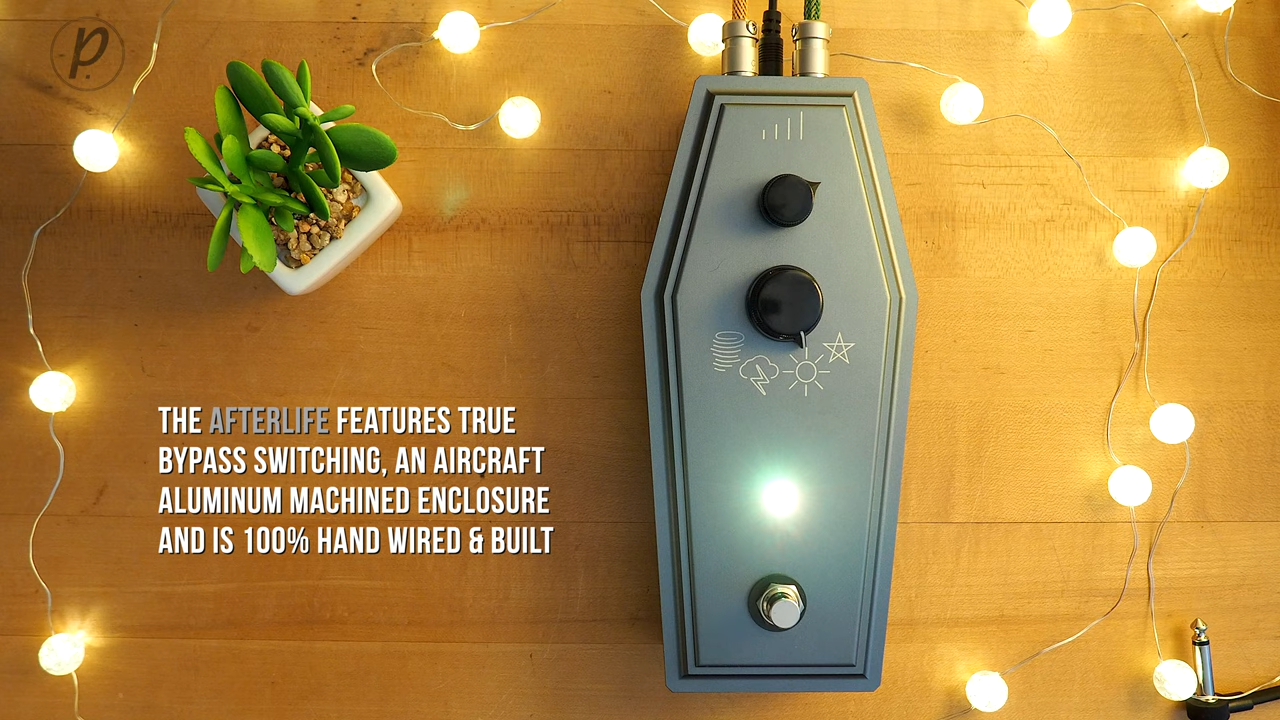 p
THE AFTERLIFE FEATURES TRUE
BYPASS SWITCHING, AN AIRCRAFT
ALUMINUM MACHINED ENCLOSURE
AND IS 100% HAND WIRED & BUILT